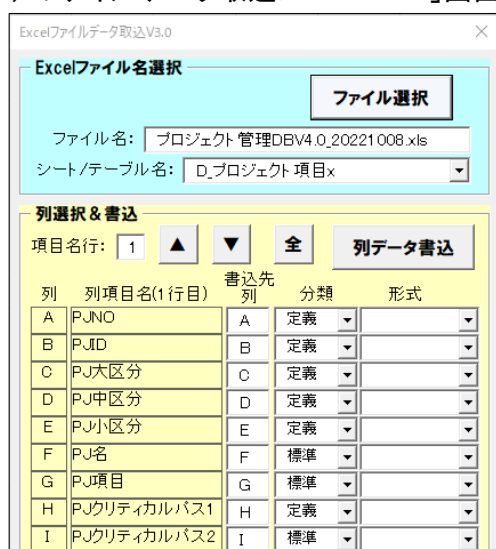 Excelファイルデータ取込V3.0 ×
Excelファイル名選択
ファイル選択
ファイル名: プロジェクト管理DBV4.0_20221008.xls
シート/テーブル名: D_プロジェクト項目x
列選択&書込
項目名行: 1 ▲ ▼ 全 列データ書込
列 列項目名(1行目) 書込先列 分類 形式
A PJNO A 定義
B PJID B 定義
C PJ大区分 C 定義
D PJ中区分 D 定義
E PJ小区分 E 定義
F PJ名 F 標準
G PJ項目 G 標準
H PJクリティカルパス1 H 定義
I PJクリティカルパス2 I 標準